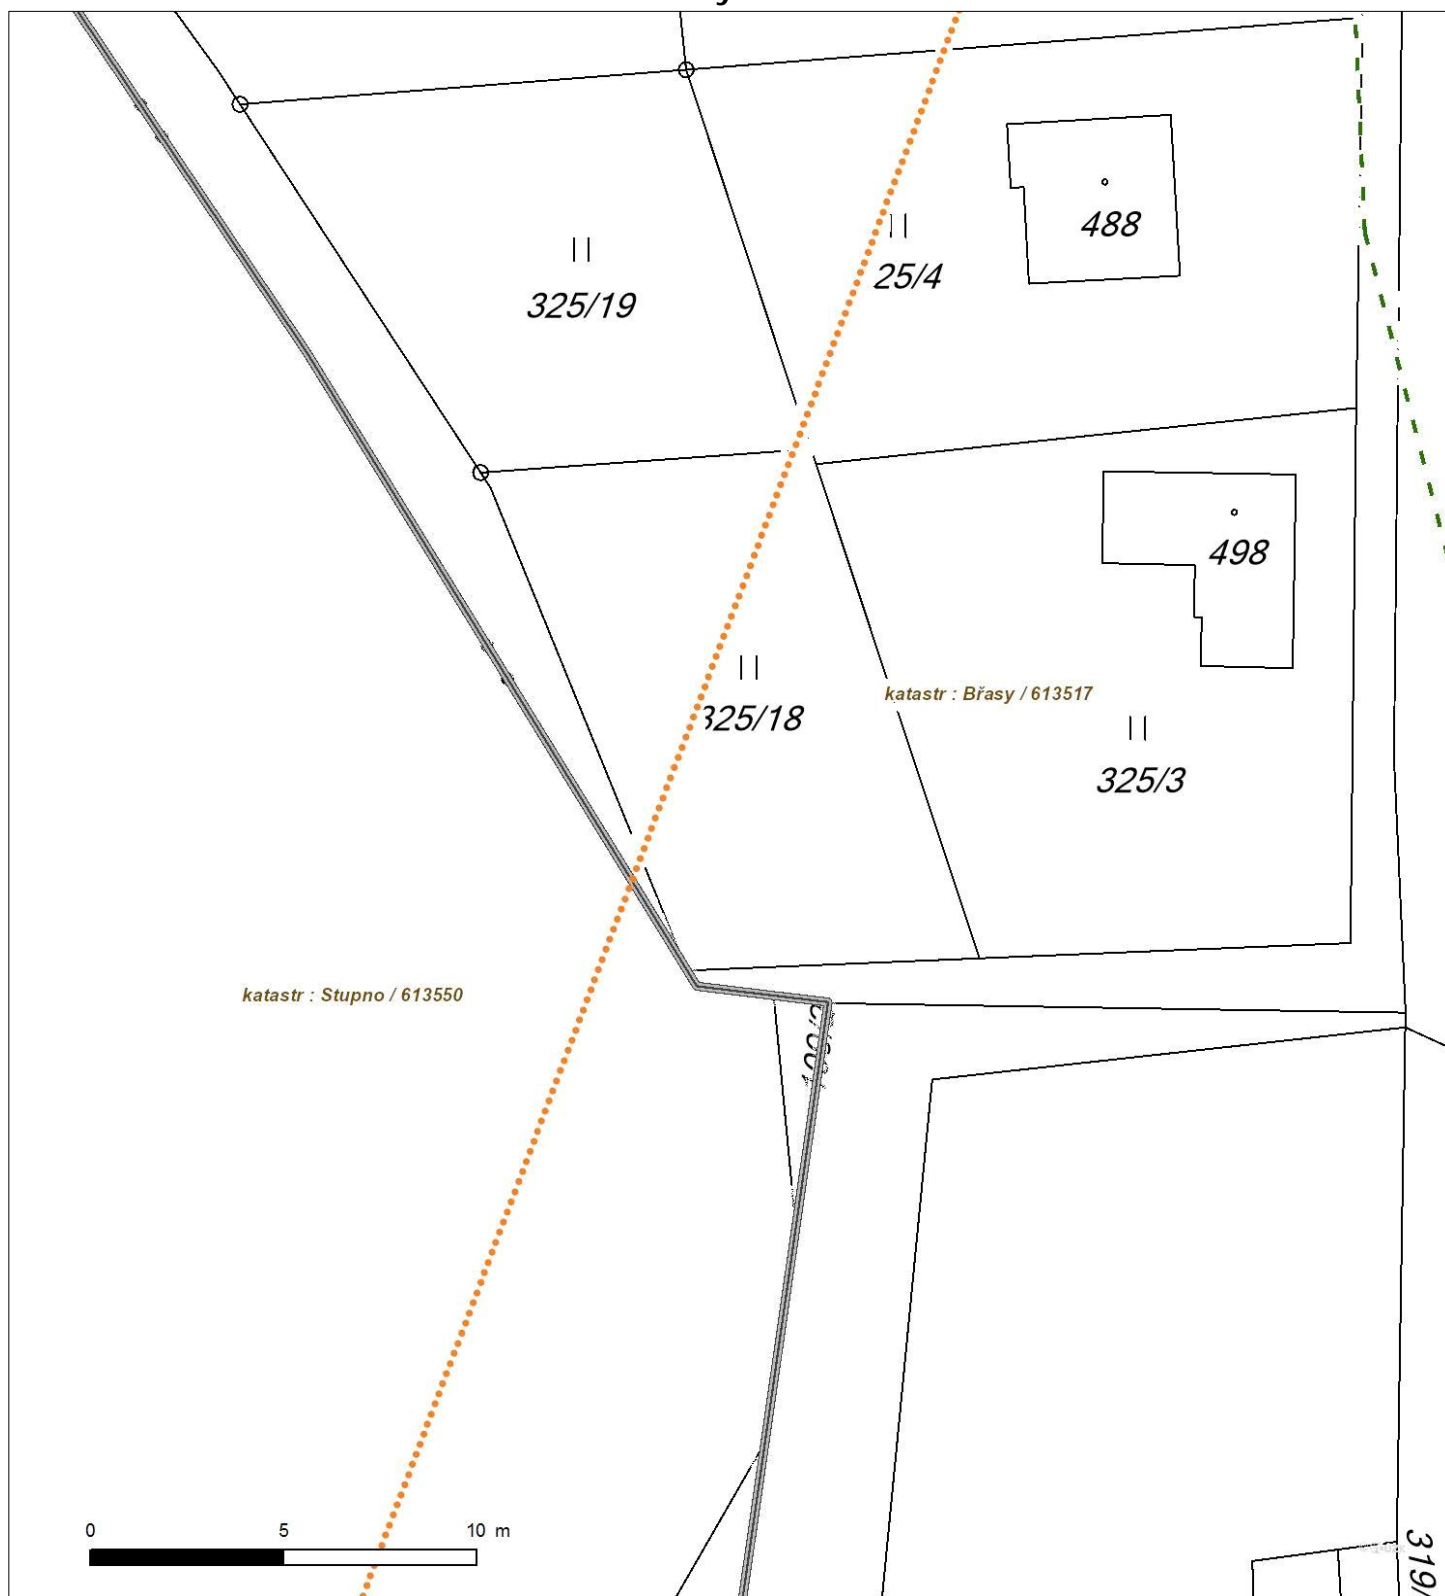 488
25/4
325/19
498
katastr : Břasy / 613517
325/18
325/3
katastr : Stupno / 613550
0 5 10 m
319/